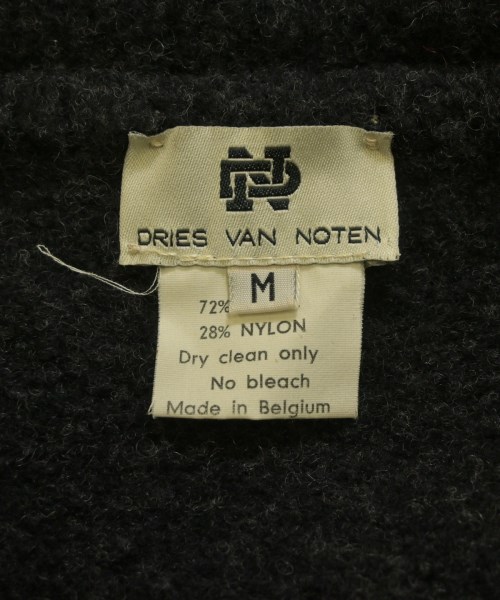 DRIES VAN NOTEN
M
72%
28% NYLON
Dry clean only
No bleach
Made in Belgium